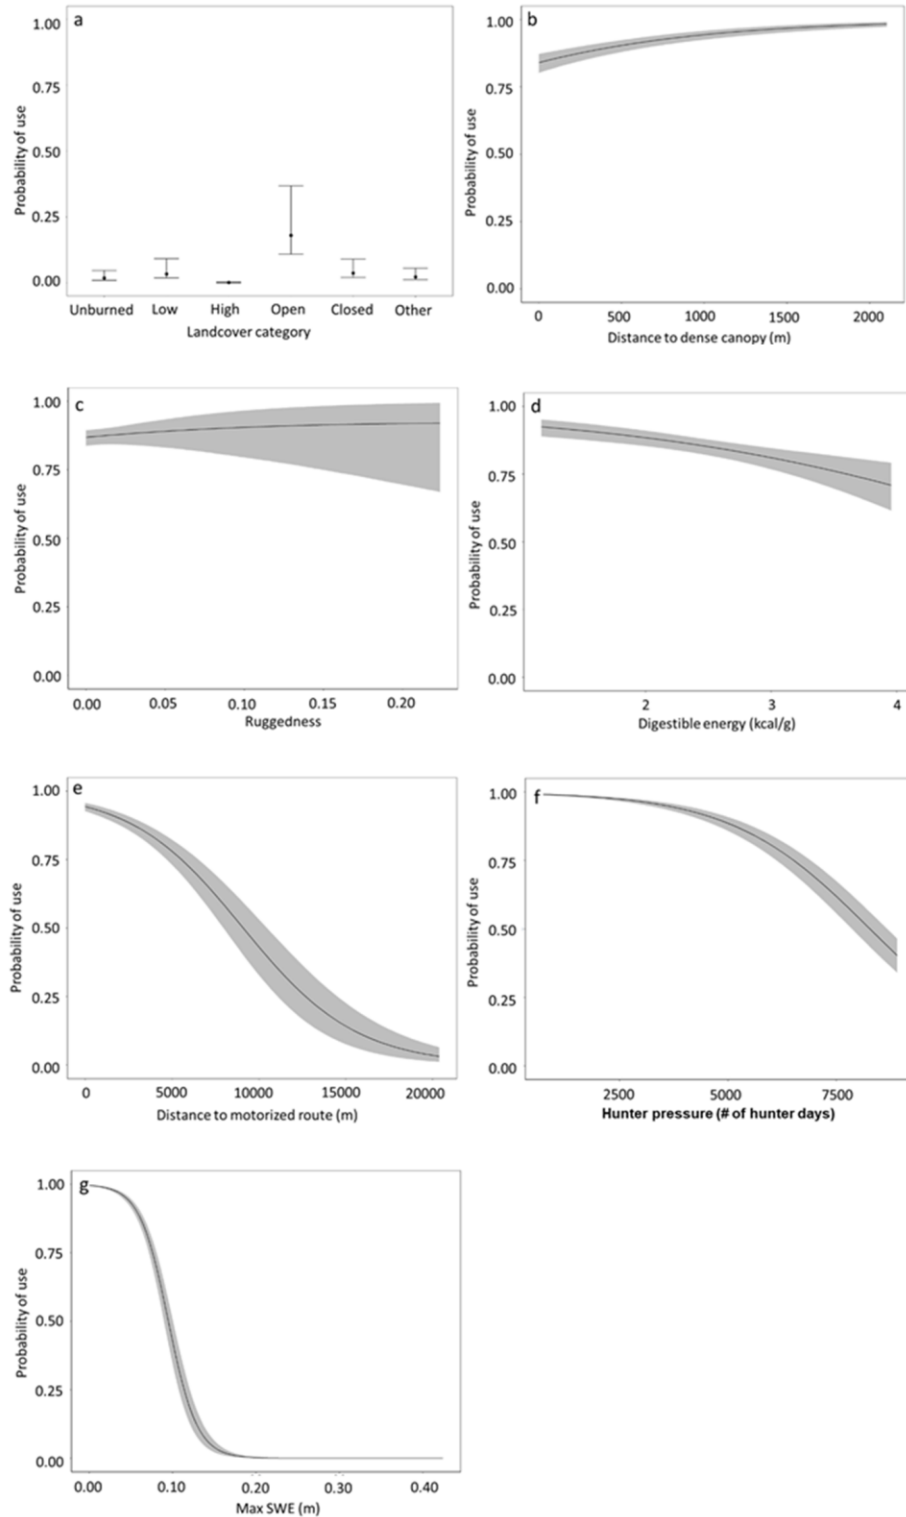 a
1.00
0.75
0.50
0.25
0.00
Probability of use
Unburned Low High Open Closed Other
Landcover category
b
1.00
0.75
0.50
0.25
0.00
Probability of use
0 500 1000 1500 2000
Distance to dense canopy (m)
c
1.00
0.75
0.50
0.25
0.00
Probability of use
0.00 0.05 0.10 0.15 0.20
Ruggedness
d
1.00
0.75
0.50
0.25
0.00
Probability of use
2 3 4
Digestible energy (kcal/g)
e
1.00
0.75
0.50
0.25
0.00
Probability of use
0 5000 10000 15000 20000
Distance to motorized route (m)
f
1.00
0.75
0.50
0.25
0.00
Probability of use
2500 5000 7500
Hunter pressure (# of hunter days)
g
1.00
0.75
0.50
0.25
0.00
Probability of use
0.00 0.10 0.20 0.30 0.40
Max SWE (m)